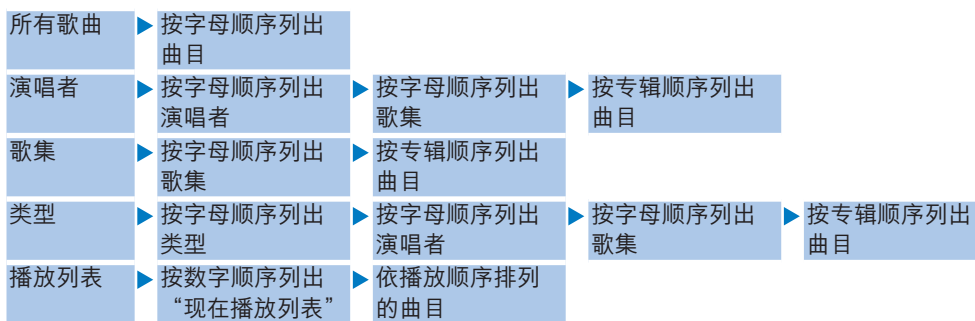 所有歌曲
按字母顺序列出
曲目
演唱者
按字母顺序列出
演唱者
按字母顺序列出
歌集
按专辑顺序列出
曲目
歌集
按字母顺序列出
歌集
按专辑顺序列出
曲目
类型
按字母顺序列出
类型
按字母顺序列出
演唱者
按字母顺序列出
歌集
按专辑顺序列出
曲目
播放列表
按数字顺序列出
“现在播放列表”
依播放顺序排列
的曲目